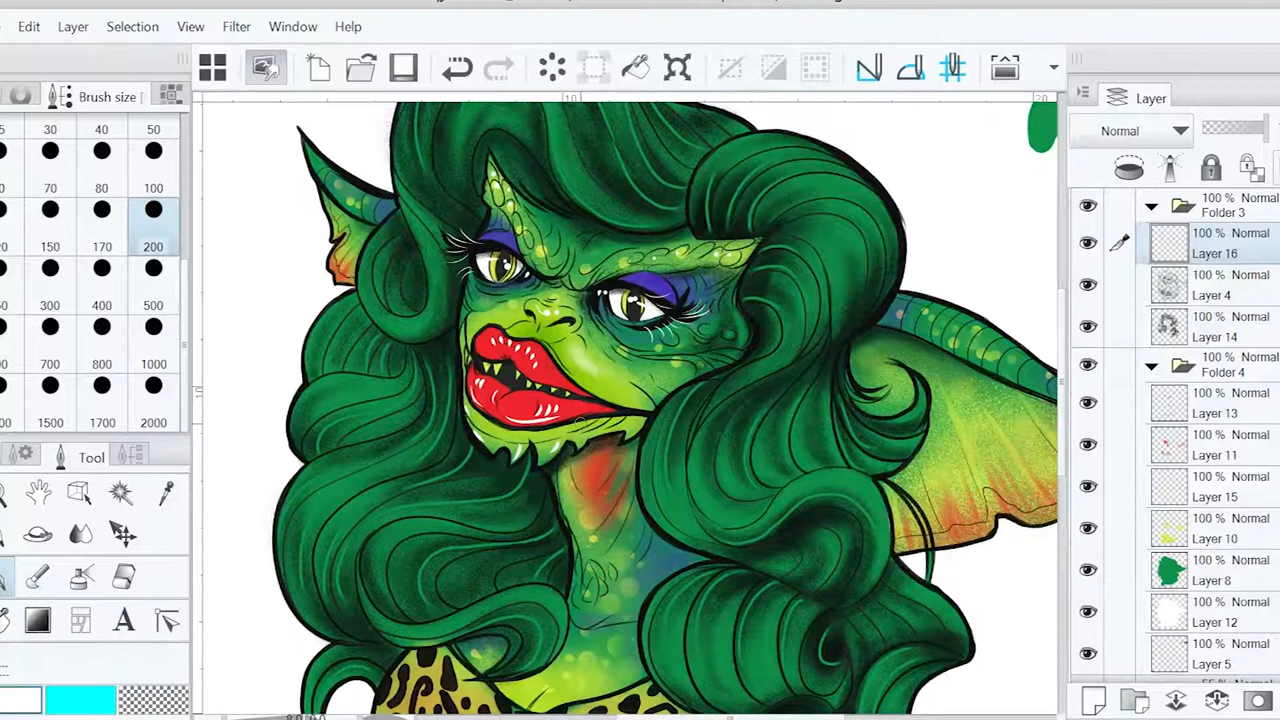 Edit Layer Selection View Filter Window Help
Brush size
10
20
Layer
30 40 50
70 80 100
150 170 200
300 400 500
700 800 1000
1500 1700 2000
Tool
A
Normal
100 % Normal
Folder 3
100 % Normal
Layer 16
100 % Normal
Layer 4
100 % Normal
Layer 14
100 % Normal
Folder 4
100 % Normal
Layer 13
100 % Normal
Layer 11
100 % Normal
Layer 15
100 % Normal
Layer 10
100 % Normal
Layer 8
100 % Normal
Layer 12
100 % Normal
Layer 5